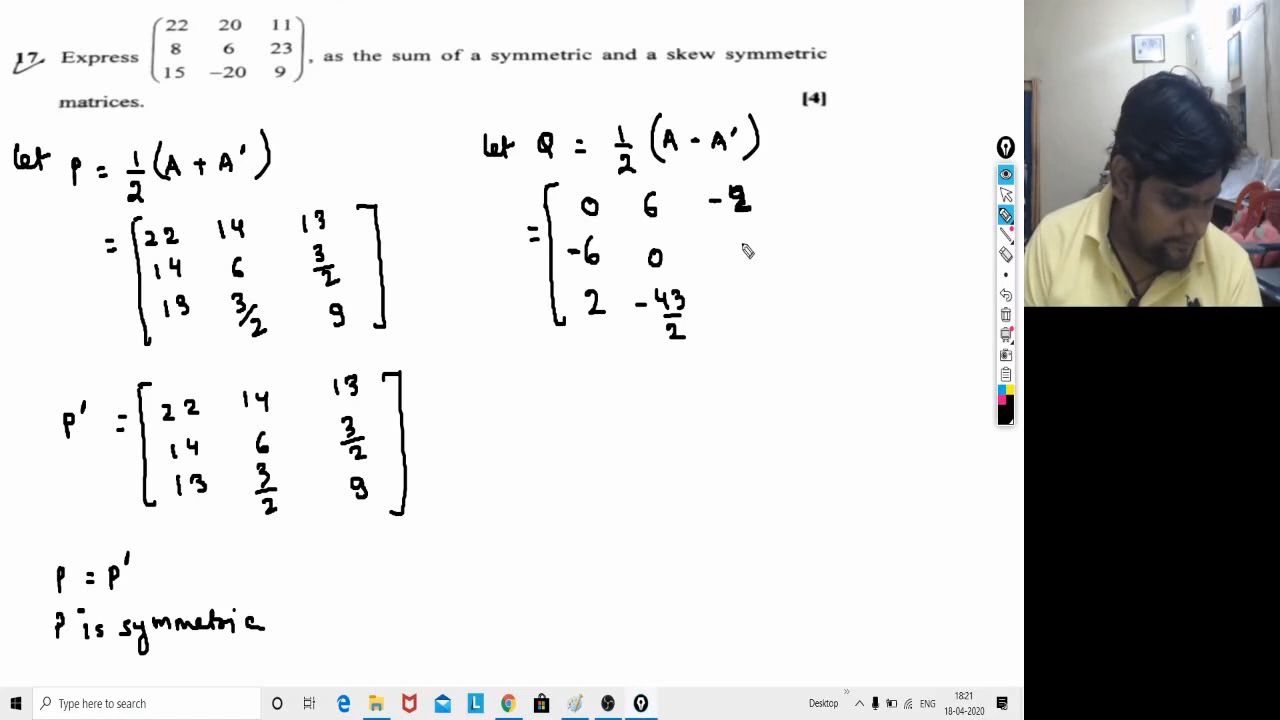 17. Express (22 20 11
8 6 23
15 −20 9), as the sum of a symmetric and a skew symmetric
matrices. [4]
let P = 1/2 (A + A')
= [22 14 13
14 6 3/2
13 3/2 9]
P' = [22 14 13
14 6 3/2
13 3/2 9]
P = P'
P is symmetric
let Q = 1/2 (A - A')
= [0 6 -2
-6 0
2 -43/2
Type here to search
Desktop
ENG
18:21
18-04-2020